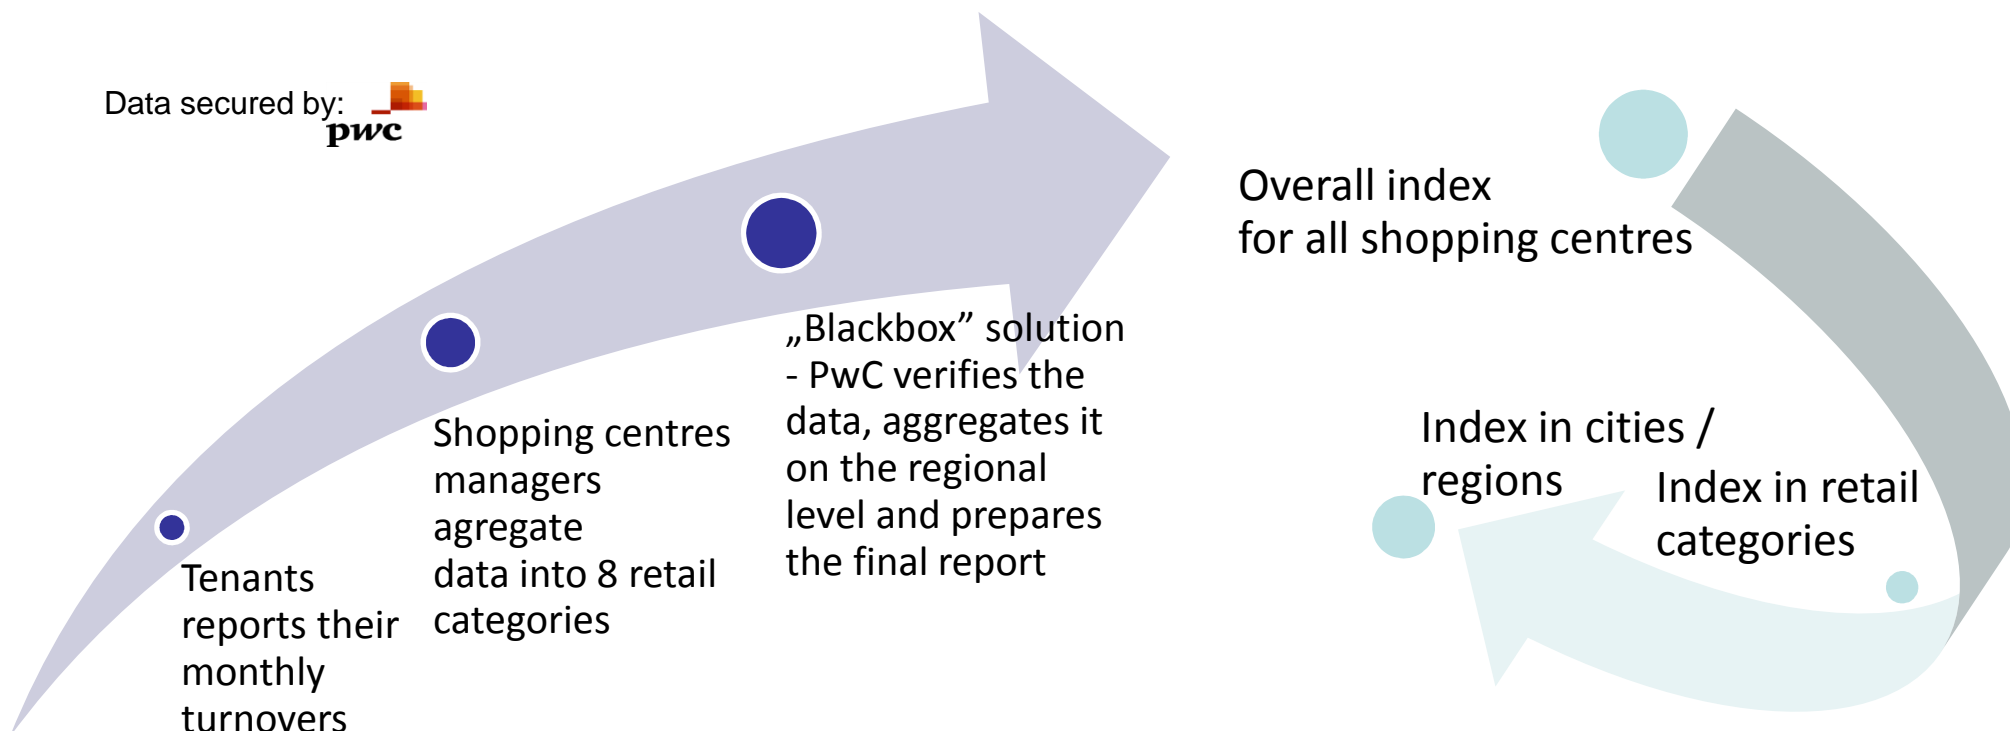 Data secured by:
pwc
Tenants
reports their
monthly
turnovers
Shopping centres
managers
agregate
data into 8 retail
categories
„Blackbox” solution
- PwC verifies the
data, aggregates it
on the regional
level and prepares
the final report
Overall index
for all shopping centres
Index in cities /
regions
Index in retail
categories